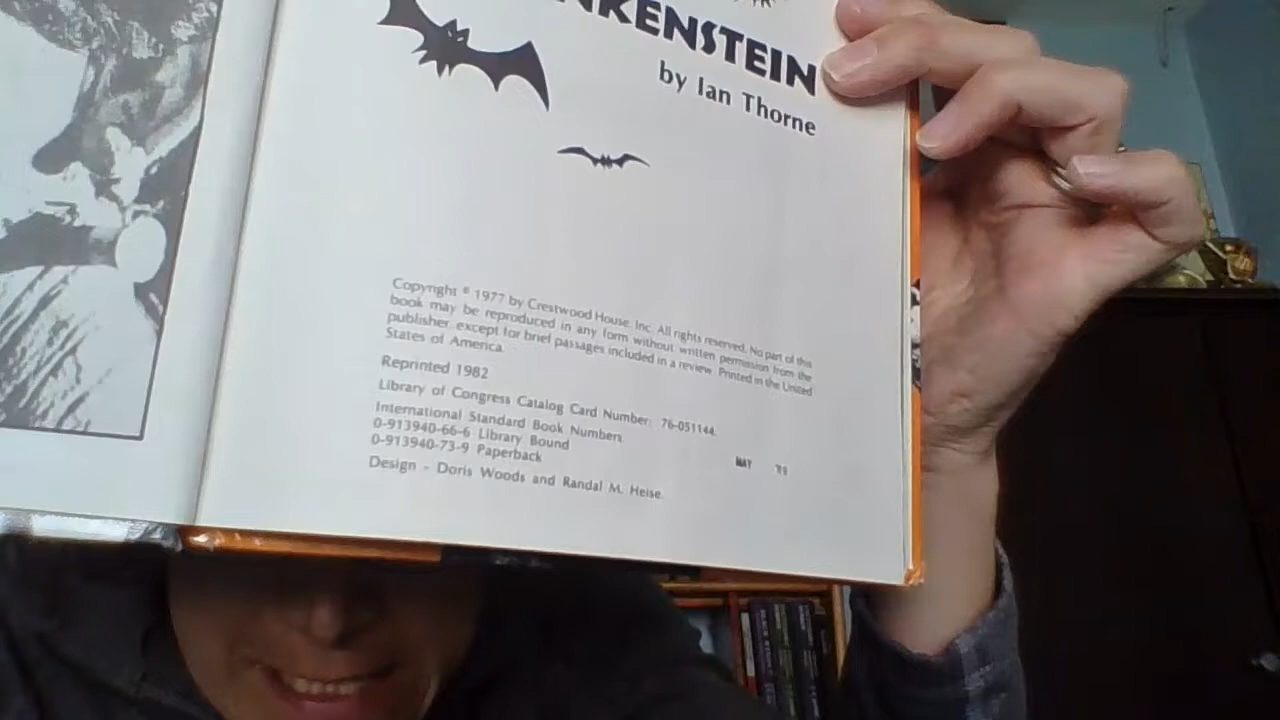 NKENSTEIN
by Ian Thorne
Copyright © 1977 by Crestwood House, Inc. All rights reserved. No part of this
book may be reproduced in any form without written permission from the
publisher, except for brief passages included in a review. Printed in the United
States of America.
Reprinted 1982
Library of Congress Catalog Card Number: 76-051144.
International Standard Book Numbers
0-913940-66-6 Library Bound
0-913940-73-9 Paperback
MAY
Design - Doris Woods and Randal M. Heise.